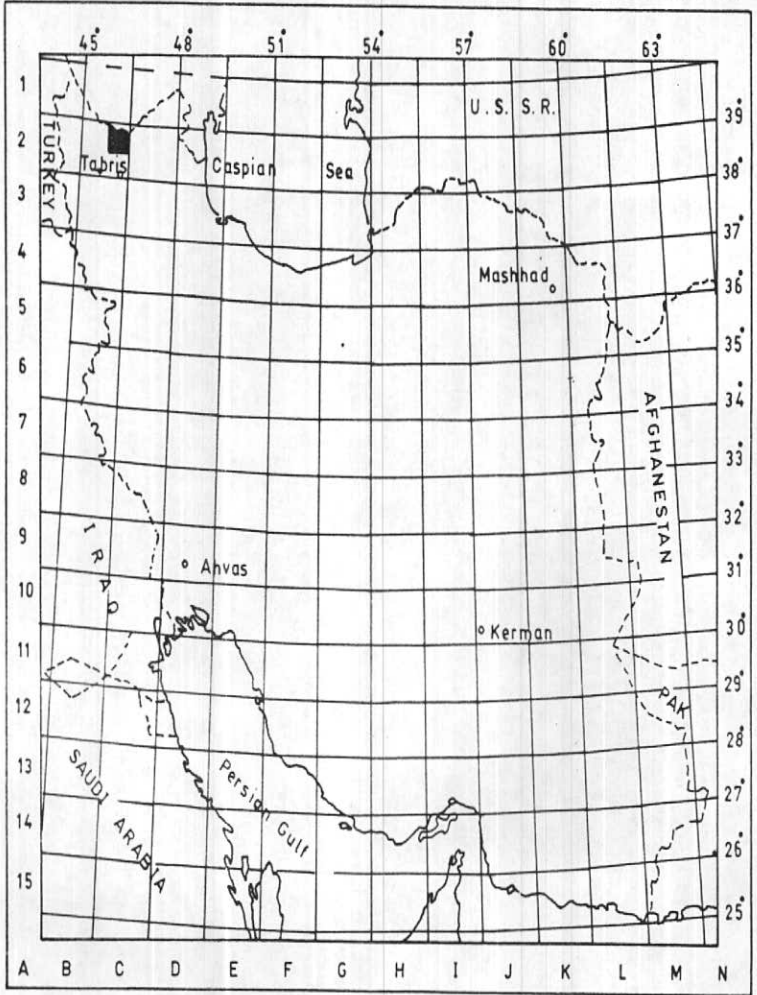 45° 48° 51° 54° 57° 60° 63°
1
U. S. S. R.
39°
2
TURKEY
Tabris
Caspian Sea
38°
3
37°
4
Mashhad
36°
5
35°
6
34°
7
AFGHANESTAN
33°
8
32°
9
IRAQ
Ahvas
31°
10
Kerman
30°
11
29°
12
PAK
28°
13
SAUDI ARABIA
Persian Gulf
27°
14
26°
15
25°
A B C D E F G H I J K L M N